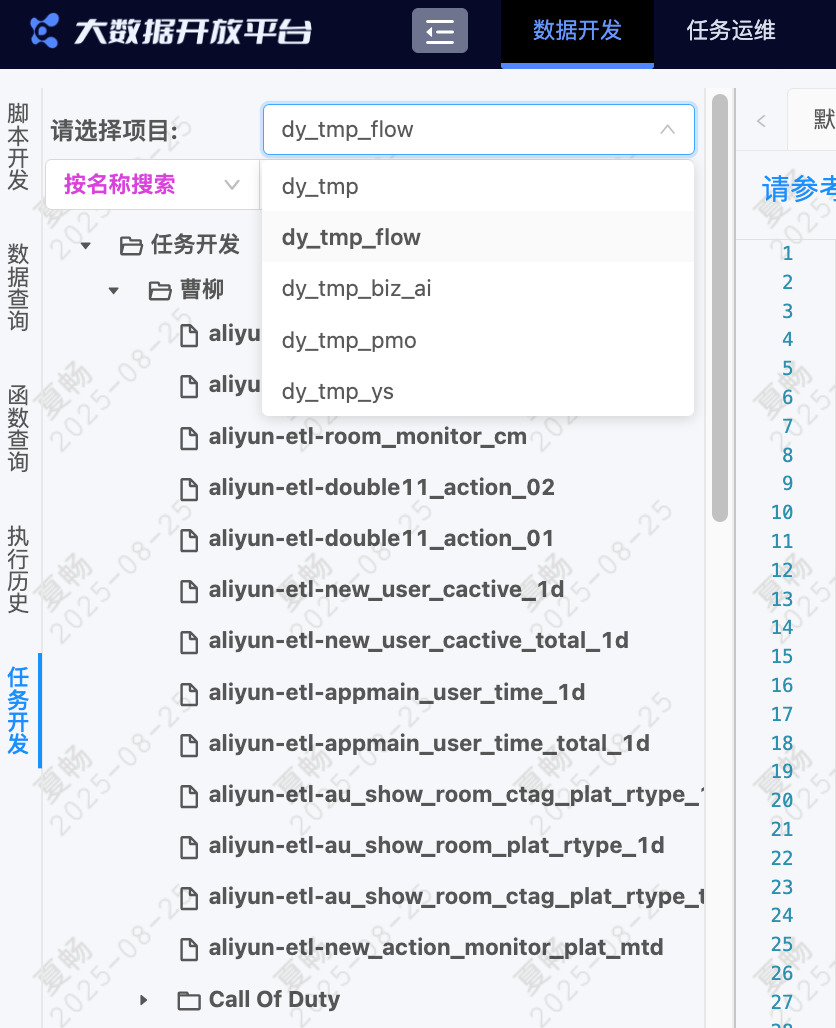 大数据开放平台
数据开发
任务运维
脚本开发
数据查询
函数查询
执行历史
任务开发
请选择项目:
dy_tmp_flow
按名称搜索
dy_tmp
dy_tmp_flow
dy_tmp_biz_ai
dy_tmp_pmo
dy_tmp_ys
任务开发
曹柳
aliyu
aliyu
aliyun-etl-room_monitor_cm
aliyun-etl-double11_action_02
aliyun-etl-double11_action_01
aliyun-etl-new_user_cactive_1d
aliyun-etl-new_user_cactive_total_1d
aliyun-etl-appmain_user_time_1d
aliyun-etl-appmain_user_time_total_1d
aliyun-etl-au_show_room_ctag_plat_rtype_1
aliyun-etl-au_show_room_plat_rtype_1d
aliyun-etl-au_show_room_ctag_plat_rtype_t
aliyun-etl-new_action_monitor_plat_mtd
Call Of Duty
默
请参考
1
2
3
4
5
6
7
8
9
10
11
12
13
14
15
16
17
18
19
20
21
22
23
24
25
26
27
28
夏畅
2025-08-25